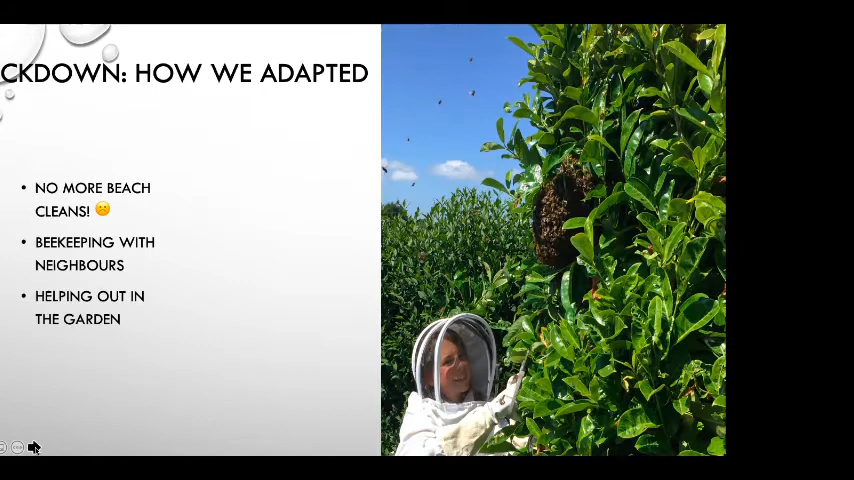 CKDOWN: HOW WE ADAPTED
• NO MORE BEACH
CLEANS! ☹️
• BEEKEEPING WITH
NEIGHBOURS
• HELPING OUT IN
THE GARDEN